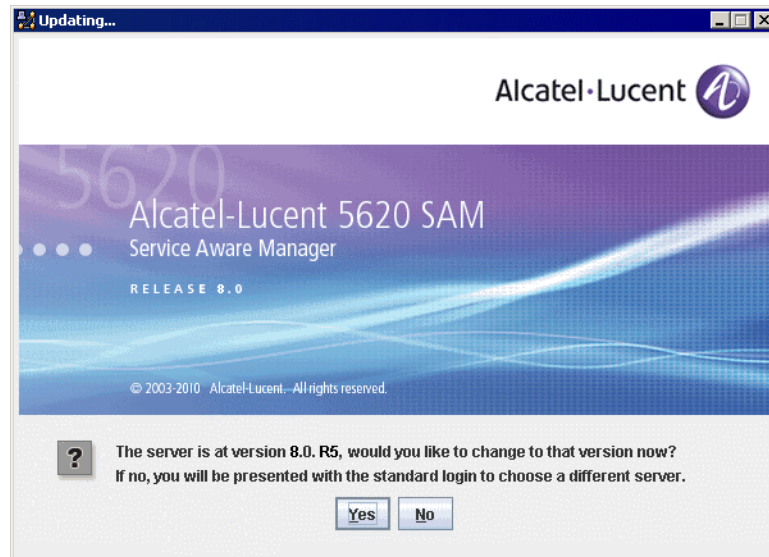 Updating...
Alcatel·Lucent
5620
Alcatel-Lucent 5620 SAM
Service Aware Manager
RELEASE 8.0
© 2003-2010 Alcatel-Lucent. All rights reserved.
?
The server is at version 8.0. R5, would you like to change to that version now?
If no, you will be presented with the standard login to choose a different server.
Yes No